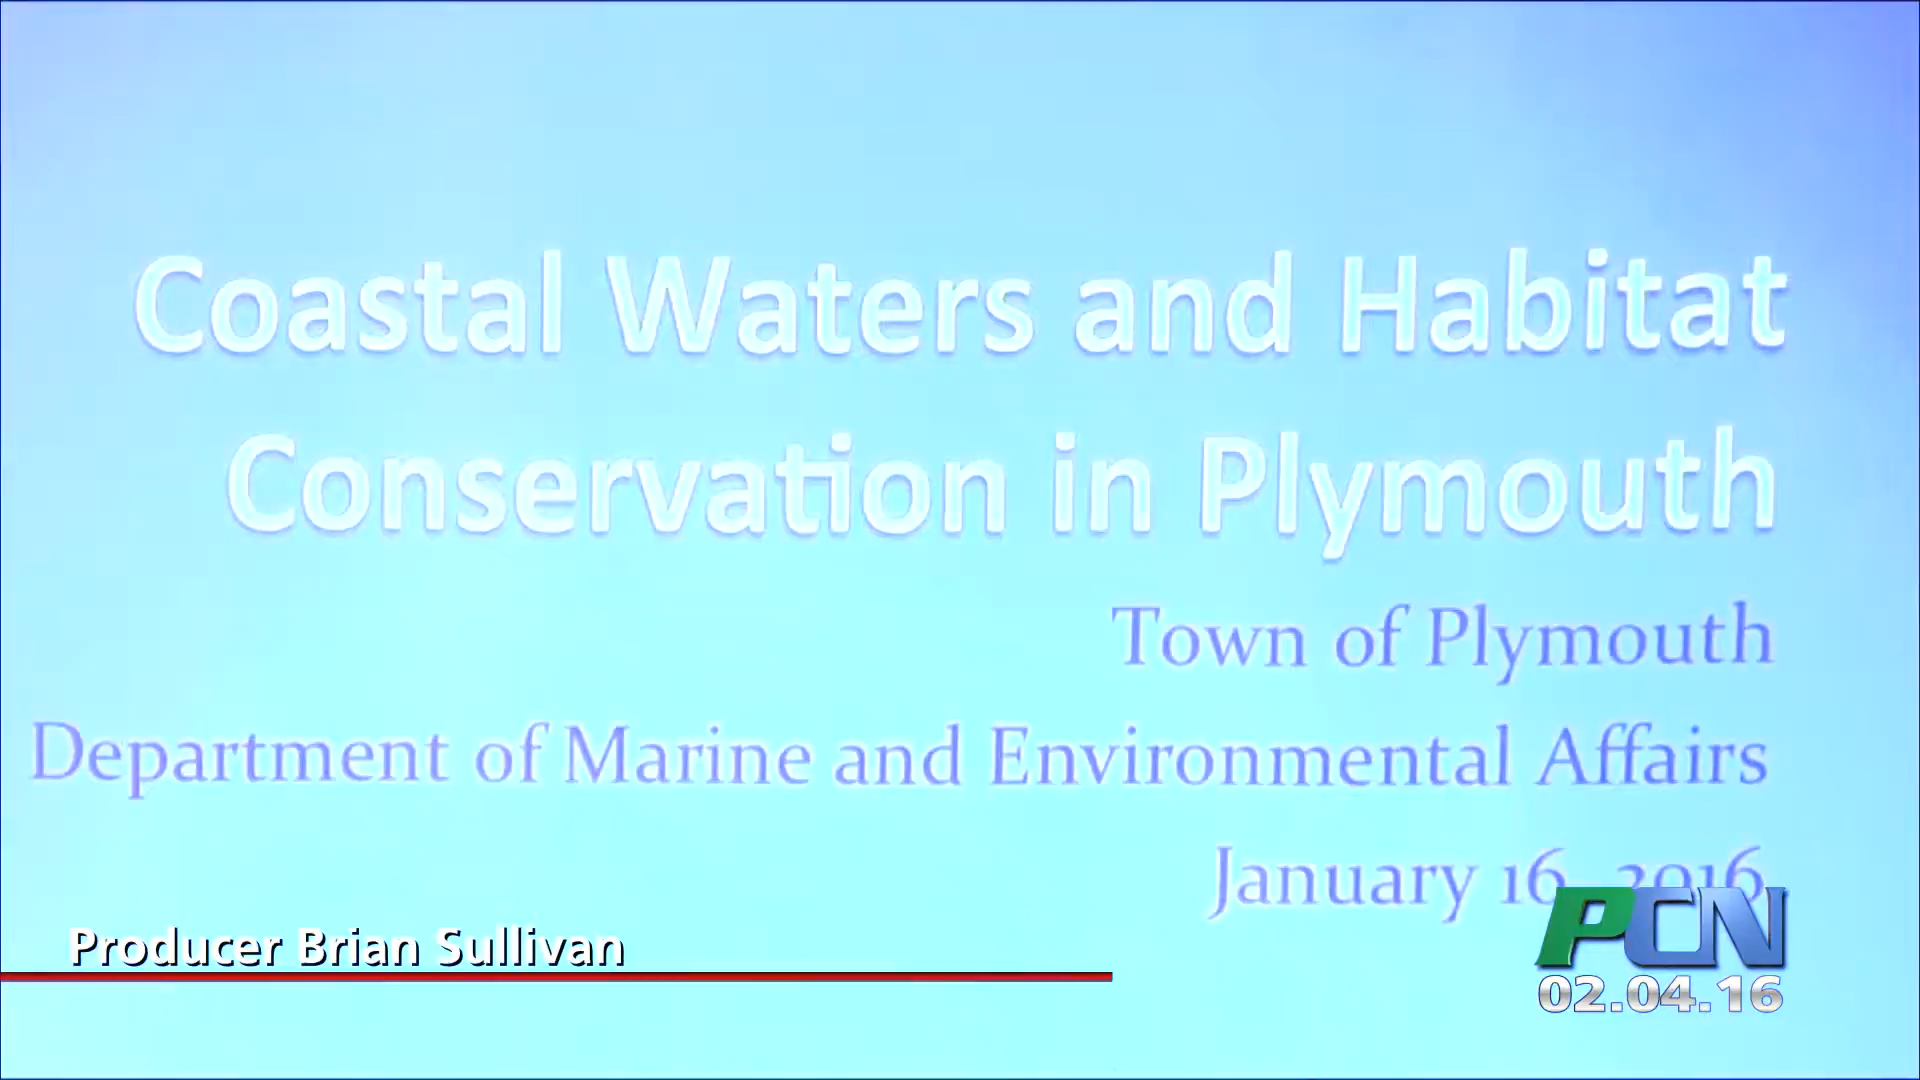 Coastal Waters and Habitat
Conservation in Plymouth
Town of Plymouth
Department of Marine and Environmental Affairs
January 16, 2016
Producer Brian Sullivan
PCN
02.04.16